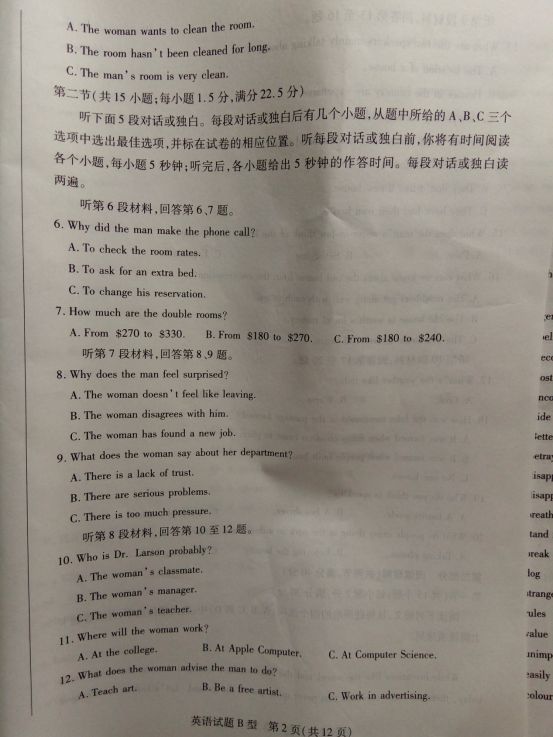 A. The woman wants to clean the room.
B. The room hasn't been cleaned for long.
C. The man's room is very clean.
第二节(共15小题;每小题1.5分,满分22.5分)
听下面5段对话或独白。每段对话或独白后有几个小题,从题中所给的A、B、C三个
选项中选出最佳选项,并标在试卷的相应位置。听每段对话或独白前,你将有时间阅读
各个小题,每小题5秒钟;听完后,各小题给出5秒钟的作答时间。每段对话或独白读
两遍。
听第6段材料,回答第6、7题。
6. Why did the man make the phone call?
A. To check the room rates.
B. To ask for an extra bed.
C. To change his reservation.
7. How much are the double rooms?
A. From $270 to $330. B. From $180 to $270. C. From $180 to $240.
听第7段材料,回答第8、9题。
8. Why does the man feel surprised?
A. The woman doesn't feel like leaving.
B. The woman disagrees with him.
C. The woman has found a new job.
9. What does the woman say about her department?
A. There is a lack of trust.
B. There are serious problems.
C. There is too much pressure.
听第8段材料,回答第10至12题。
10. Who is Dr. Larson probably?
A. The woman's classmate.
B. The woman's manager.
C. The woman's teacher.
11. Where will the woman work?
A. At the college. B. At Apple Computer. C. At Computer Science.
12. What does the woman advise the man to do?
A. Teach art. B. Be a free artist. C. Work in advertising.
英语试题B型 第2页(共12页)